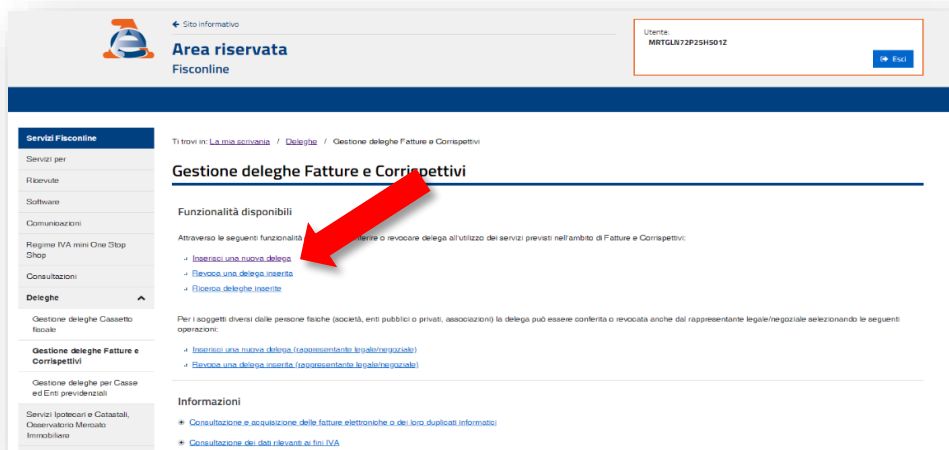 Sito informativo
Area riservata
Fisconline
Utente:
MRTGLN72P25H501Z
Esci
Servizi Fisconline
Servizi per
Ricevute
Software
Comunicazioni
Regime IVA mini One Stop
Shop
Consultazioni
Deleghe
Gestione deleghe Cassetto
fiscale
Gestione deleghe Fatture e
Corrispettivi
Gestione deleghe per Casse
ed Enti previdenziali
Servizi Ipotecari e Catastali,
Osservatorio Mercato
Immobiliare
Ti trovi in: La mia scrivania / Deleghe / Gestione deleghe Fatture e Corrispettivi
Gestione deleghe Fatture e Corrispettivi
Funzionalità disponibili
Attraverso le seguenti funzionalità o revocare delega all'utilizzo dei servizi previsti nell'ambito di Fatture e Corrispettivi:
Inserisci una nuova delega
Revoca una delega inserita
Ricerca deleghe inserite
Per i soggetti diversi dalle persone fisiche (società, enti pubblici o privati, associazioni) la delega può essere conferita o revocata anche dal rappresentante legale/negoziale selezionando le seguenti
operazioni:
Inserisci una nuova delega (rappresentante legale/negoziale)
Revoca una delega inserita (rappresentante legale/negoziale)
Informazioni
Consultazione e acquisizione delle fatture elettroniche o dei loro duplicati informatici
Consultazione dei dati rilevanti ai fini IVA